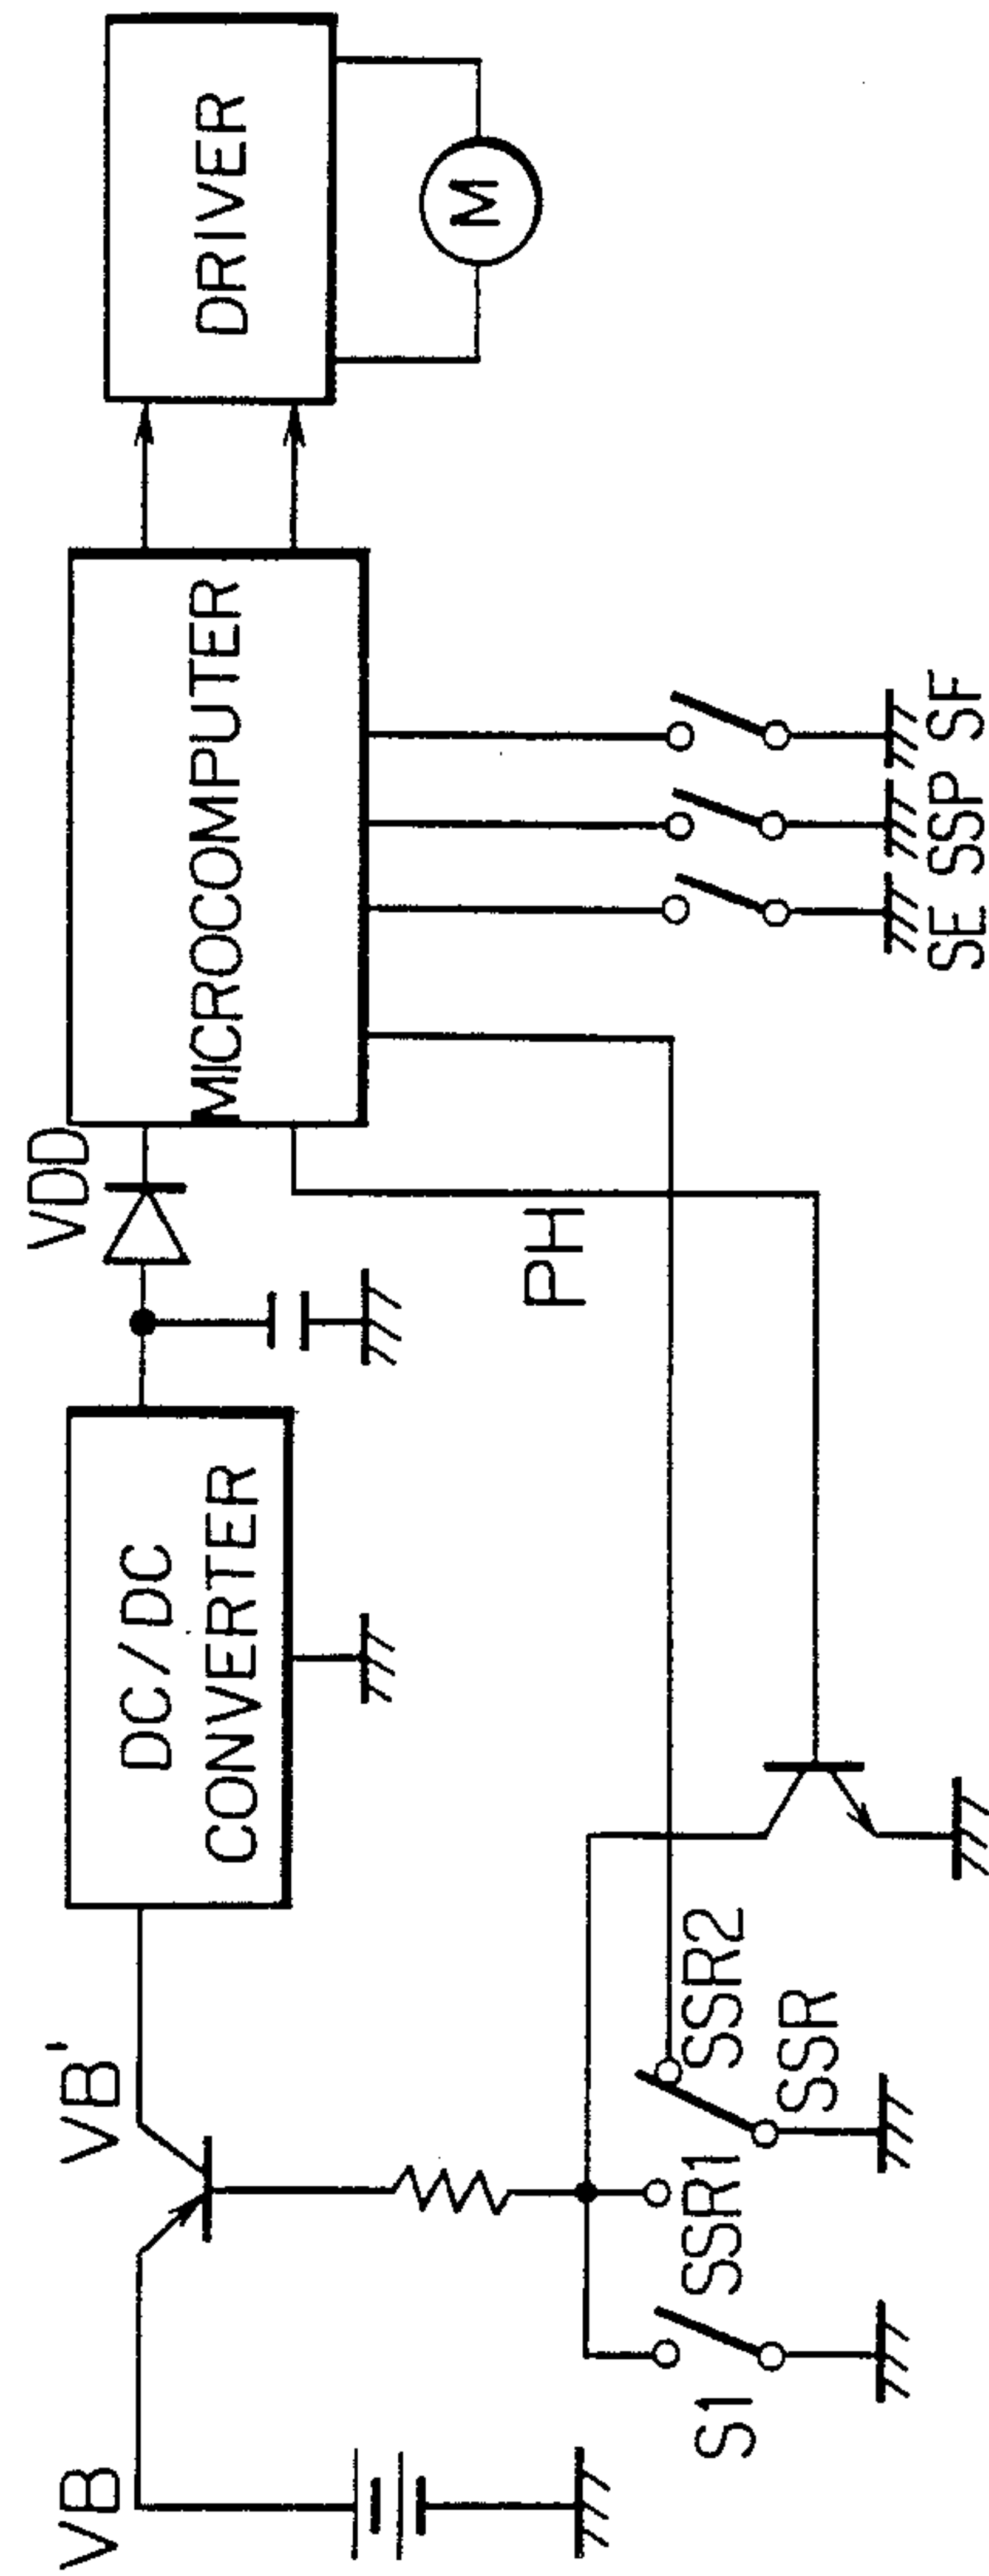 VB
VB'
DC/DC
CONVERTER
VDD
MICROCOMPUTER
DRIVER
M
PH
S1
SSR1
SSR2
SSR
SE SSP SF